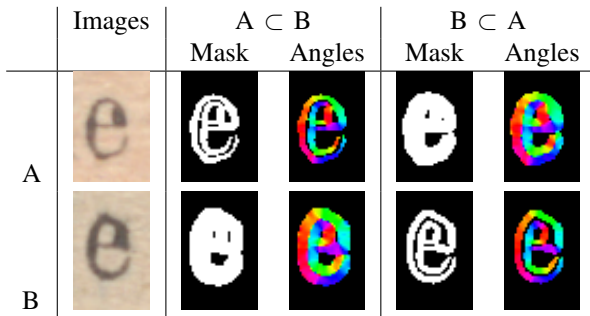 Images A ⊂ B B ⊂ A
Mask Angles Mask Angles
A e e e e e
B e e e e e